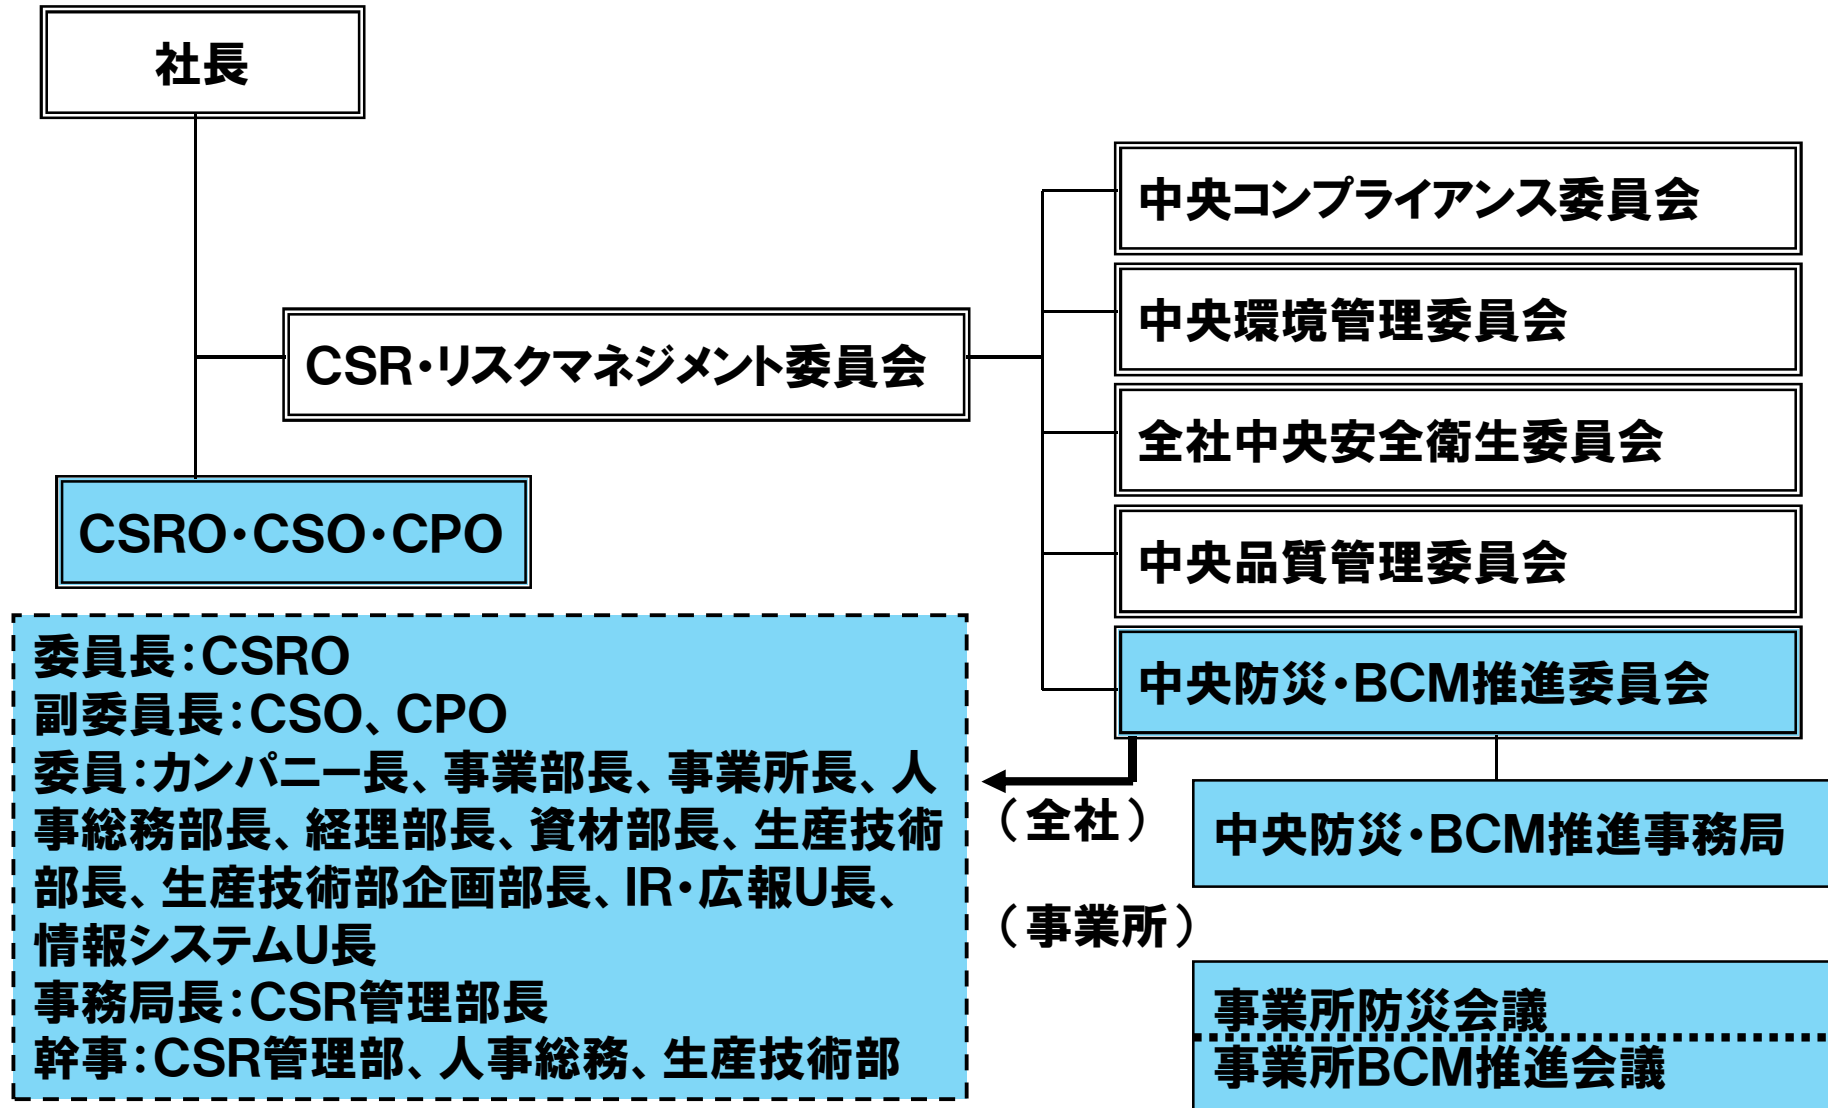 社長
中央コンプライアンス委員会
中央環境管理委員会
CSR・リスクマネジメント委員会
全社中央安全衛生委員会
CSRO・CSO・CPO
中央品質管理委員会
中央防災・BCM推進委員会
委員長：CSRO
副委員長：CSO、CPO
委員：カンパニー長、事業部長、事業所長、人
事総務部長、経理部長、資材部長、生産技術
部長、生産技術部企画部長、IR・広報U長、
情報システムU長
事務局長：CSR管理部長
幹事：CSR管理部、人事総務、生産技術部
（全社）
中央防災・BCM推進事務局
（事業所）
事業所防災会議
事業所BCM推進会議